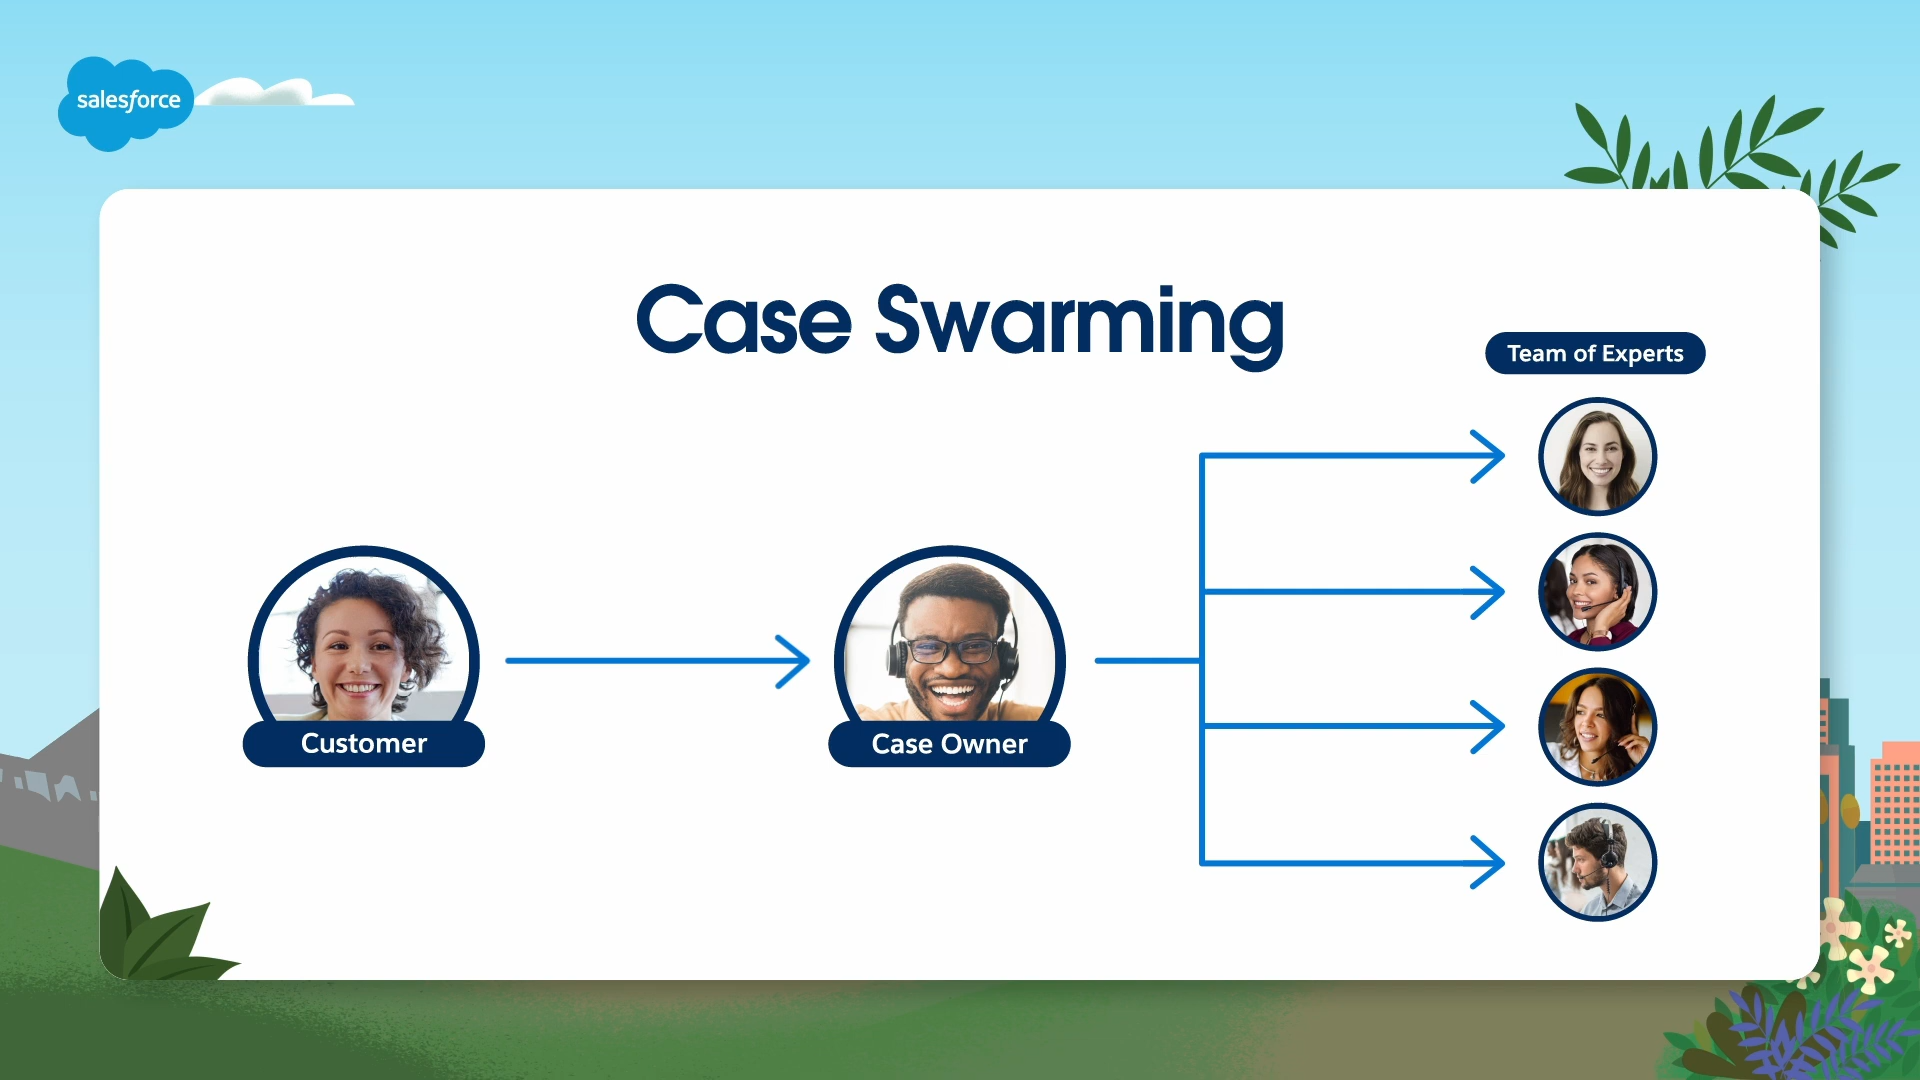 salesforce
Case Swarming
Team of Experts
Customer
Case Owner